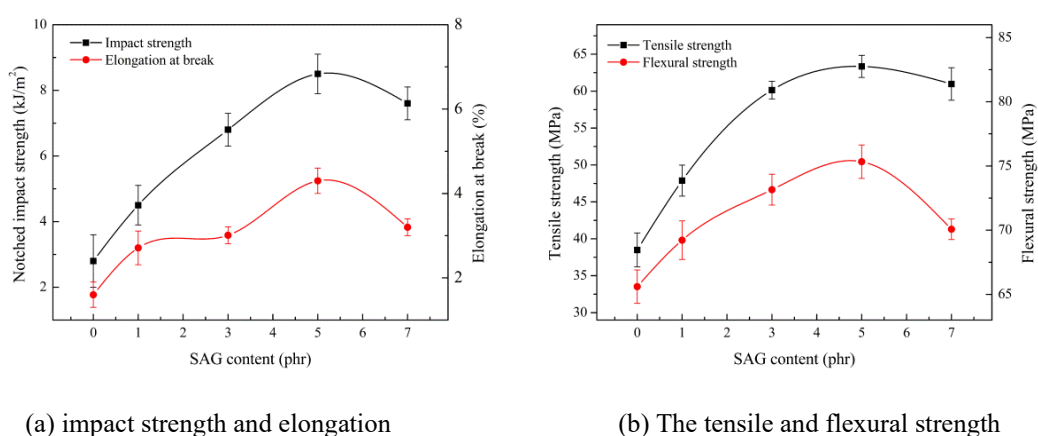 10
8
6
4
2
8
6
4
2
Notched impact strength (kJ/m²)
Elongation at break (%)
Impact strength
Elongation at break
0 1 2 3 4 5 6 7
SAG content (phr)
65
60
55
50
45
40
35
30
85
80
75
70
65
Tensile strength (MPa)
Flexural strength (MPa)
Tensile strength
Flexural strength
0 1 2 3 4 5 6 7
SAG content (phr)
(a) impact strength and elongation
(b) The tensile and flexural strength